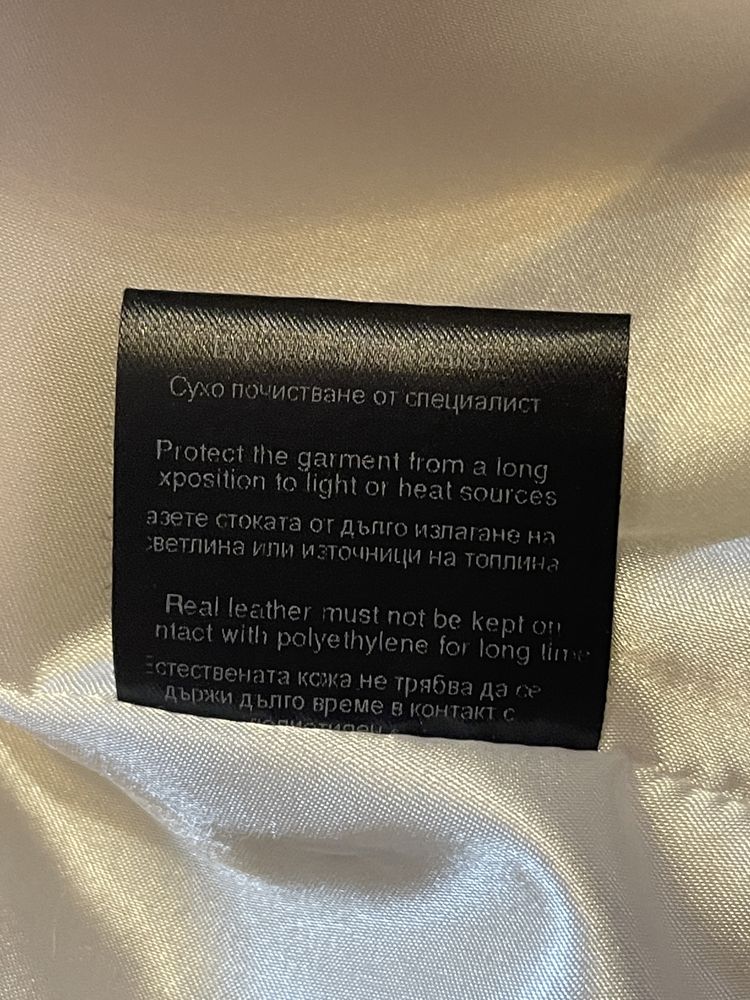 Сухо почистване от специалист
Protect the garment from a long
xposition to light or heat sources
азете стоката от дълго излагане на
светлина или източници на топлина
Real leather must not be kept on
ntact with polyethylene for long time
Естествената кожа не трябва да се
държи дълго време в контакт с